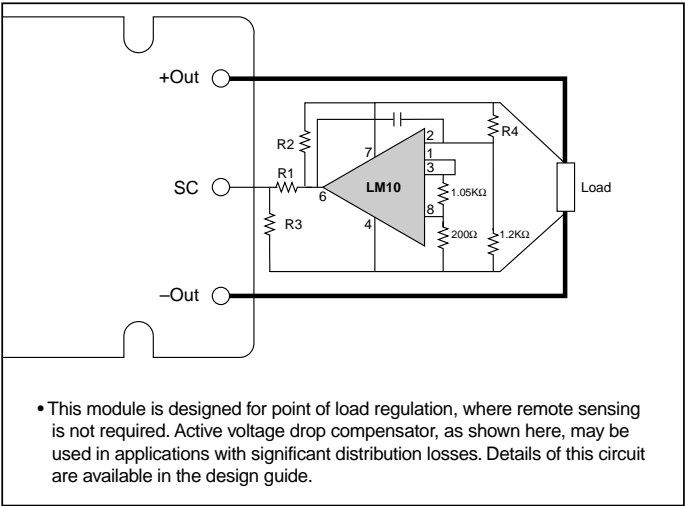 +Out
R2
7
2
R4
1
3
R1
SC
6
LM10
1.05KΩ
Load
R3
4
8
200Ω
1.2KΩ
–Out
• This module is designed for point of load regulation, where remote sensing
is not required. Active voltage drop compensator, as shown here, may be
used in applications with significant distribution losses. Details of this circuit
are available in the design guide.